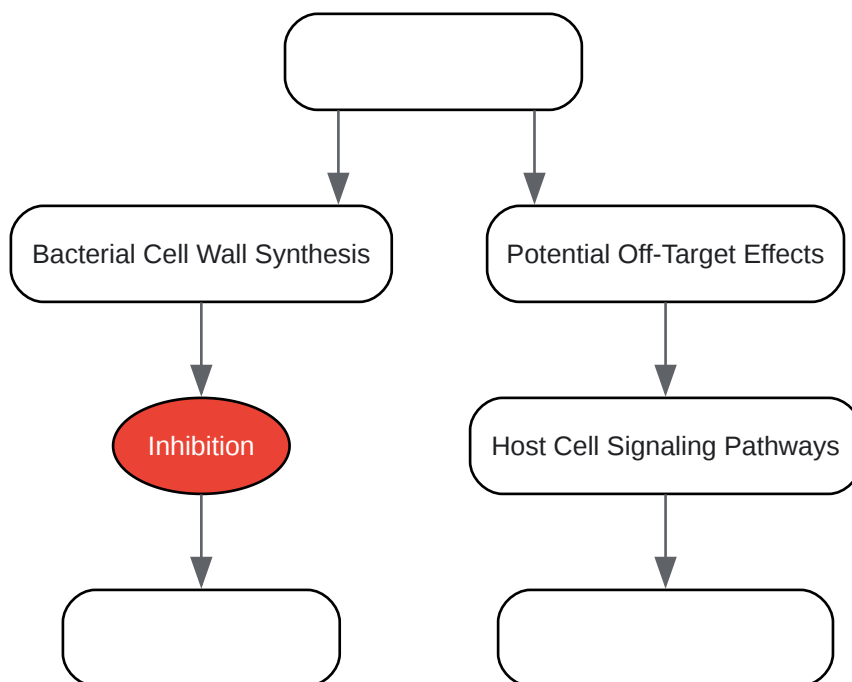 Bacterial Cell Wall Synthesis
Potential Off-Target Effects
Inhibition
Host Cell Signaling Pathways